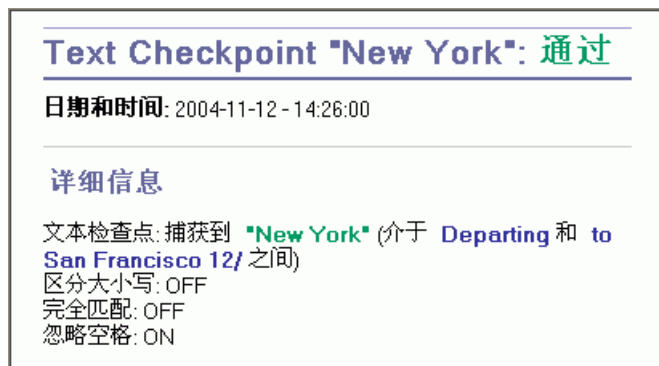 Text Checkpoint "New York": 通过
日期和时间: 2004-11-12 - 14:26:00
详细信息
文本检查点: 捕获到 "New York" (介于 Departing 和 to
San Francisco 12/ 之间)
区分大小写: OFF
完全匹配: OFF
忽略空格: ON